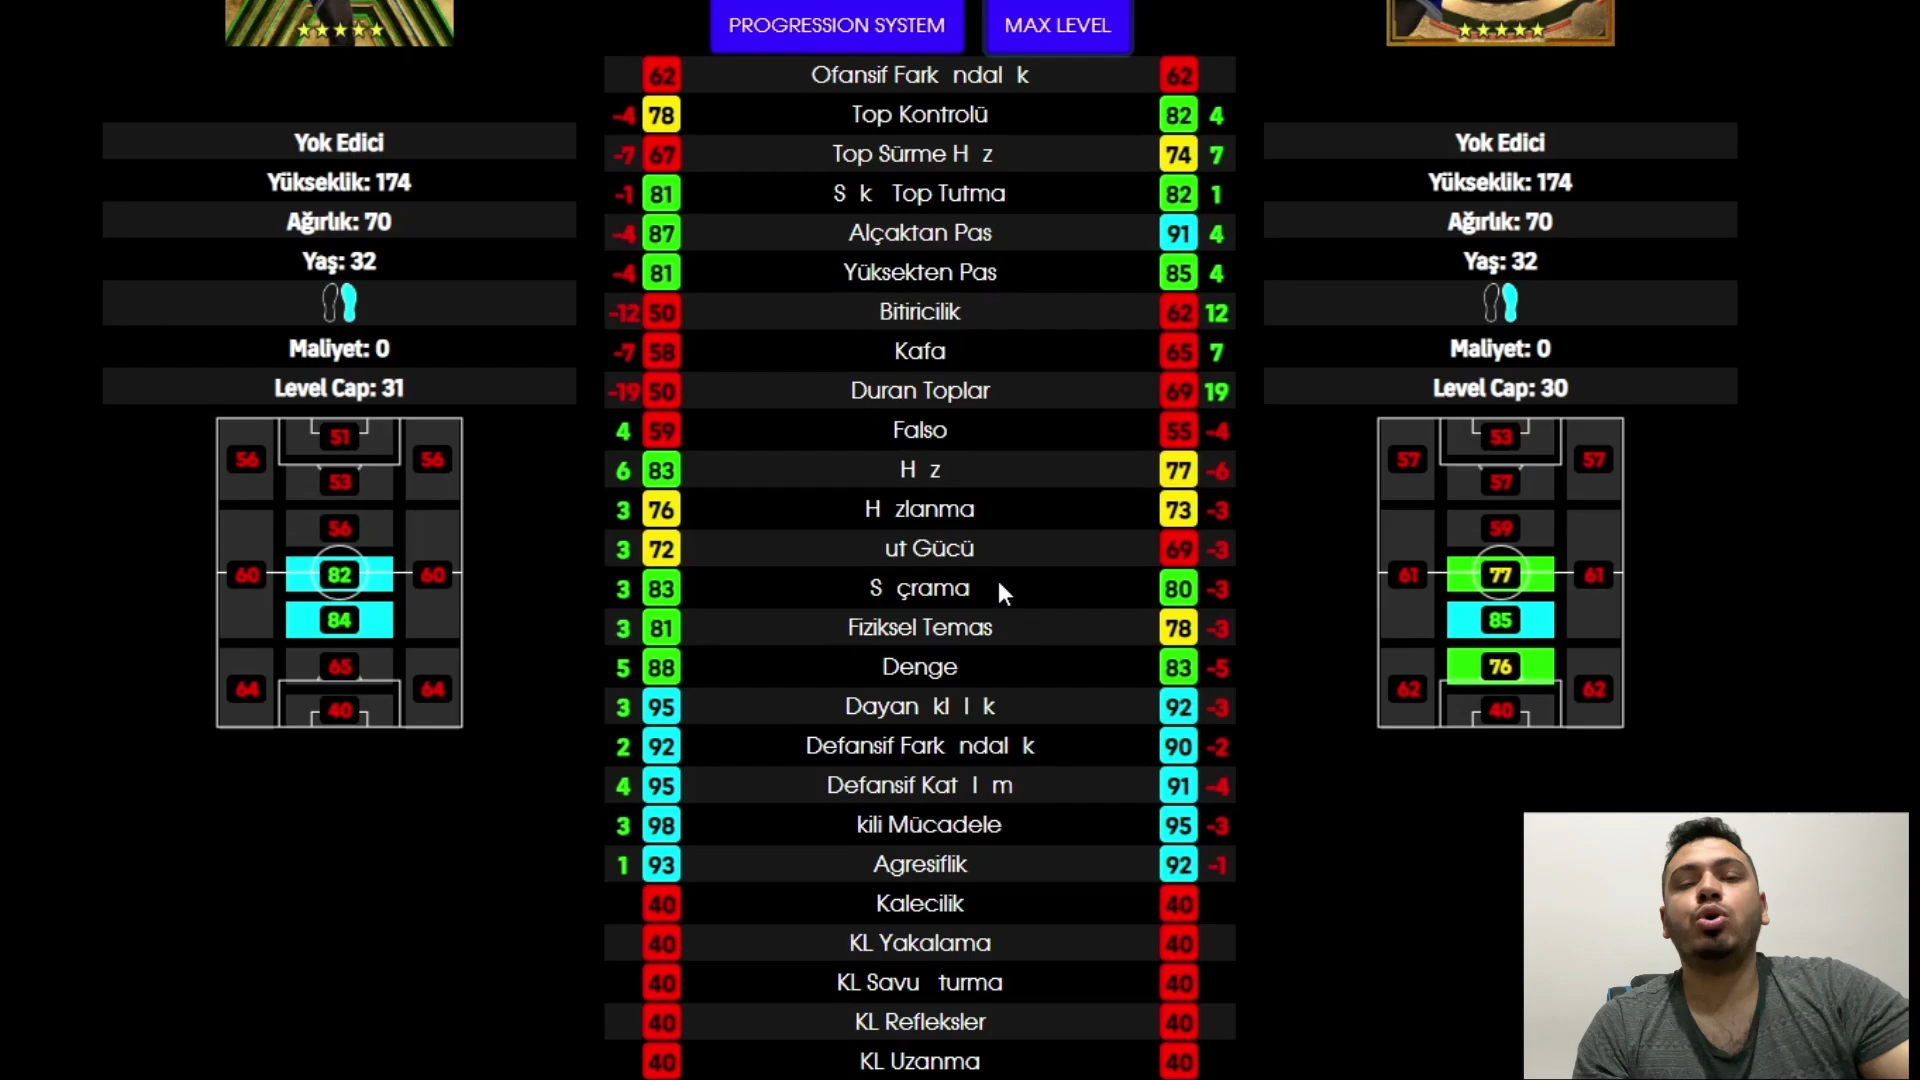 PROGRESSION SYSTEM
MAX LEVEL
62 Ofansif Fark ndal k 62
-4 78 Top Kontrolü 82 4
-7 67 Top Sürme H z 74 7
-1 81 S k Top Tutma 82 1
-4 87 Alçaktan Pas 91 4
-4 81 Yüksekten Pas 85 4
-12 50 Bitiricilik 62 12
-7 58 Kafa 65 7
-19 50 Duran Toplar 69 19
4 59 Falso 55 -4
6 83 H z 77 -6
3 76 H zlanma 73 -3
3 72 ut Gücü 69 -3
3 83 S çrama 80 -3
3 81 Fiziksel Temas 78 -3
5 88 Denge 83 -5
3 95 Dayan kl l k 92 -3
2 92 Defansif Fark ndal k 90 -2
4 95 Defansif Kat l m 91 -4
3 98 kili Mücadele 95 -3
1 93 Agresiflik 92 -1
40 Kalecilik 40
40 KL Yakalama 40
40 KL Savu turma 40
40 KL Refleksler 40
40 KL Uzanma 40
Yok Edici
Yükseklik: 174
Ağırlık: 70
Yaş: 32
Maliyet: 0
Level Cap: 31
51
56 56
53
56
60 82 60
84
65
64 64
40
Yok Edici
Yükseklik: 174
Ağırlık: 70
Yaş: 32
Maliyet: 0
Level Cap: 30
53
57 57
57
59
61 77 61
85
76
62 62
40